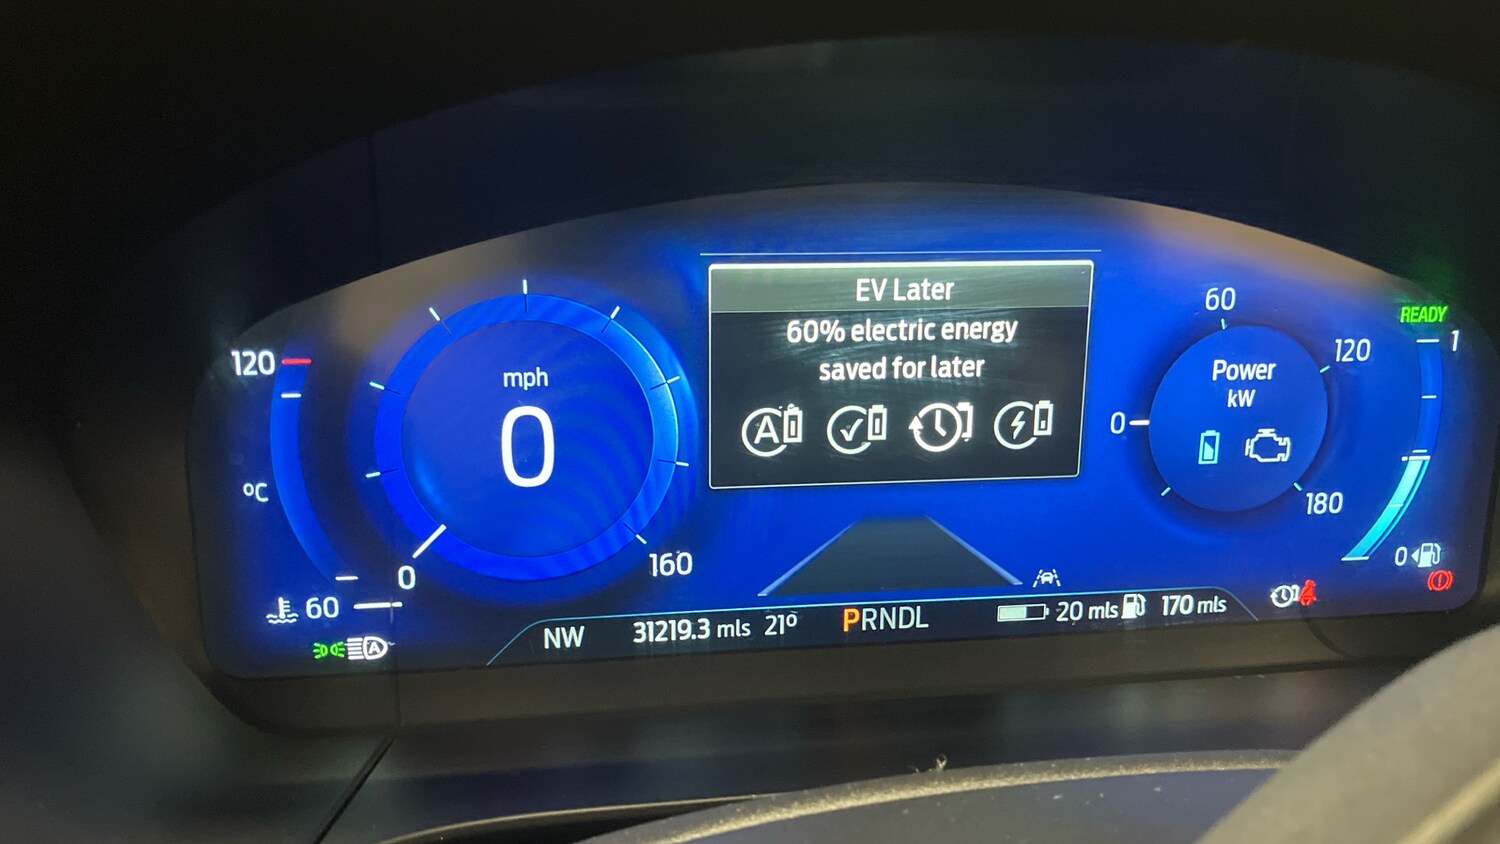 EV Later
60% electric energy
saved for later
A
READY
1
60
120
Power
kW
0
180
0
120
°C
60
mph
0
0
160
A
NW
31219.3 mls
21°
PRNDL
20 mls
170 mls